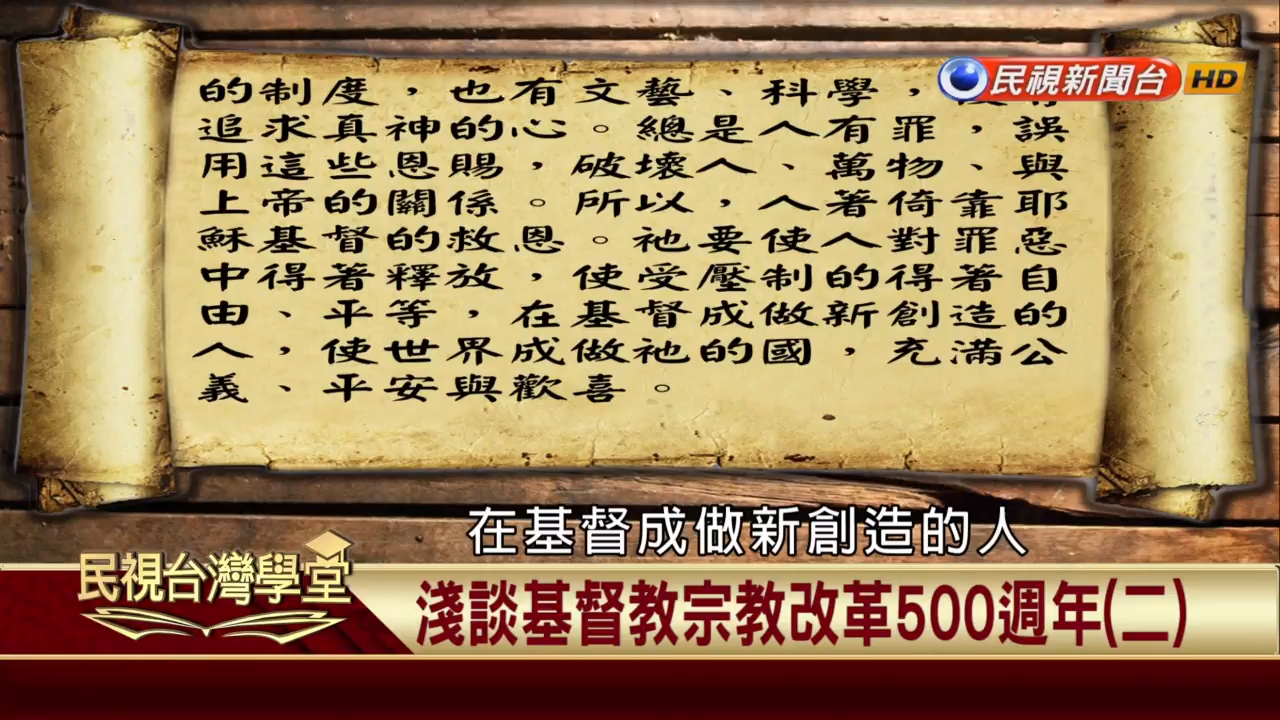 的制度，也有文藝、科學，
民視新聞台 HD
追求真神的心。總是人有罪，誤
用這些恩賜，破壞人、萬物、與
上帝的關係。所以，人著倚靠耶
穌基督的救恩。祂要使人對罪惡
中得著釋放，使受壓制的得著自
由、平等，在基督成做新創造的
人，使世界成做祂的國，充滿公
義、平安與歡喜。
在基督成做新創造的人
民視台灣學堂
淺談基督教宗教改革500週年(二)